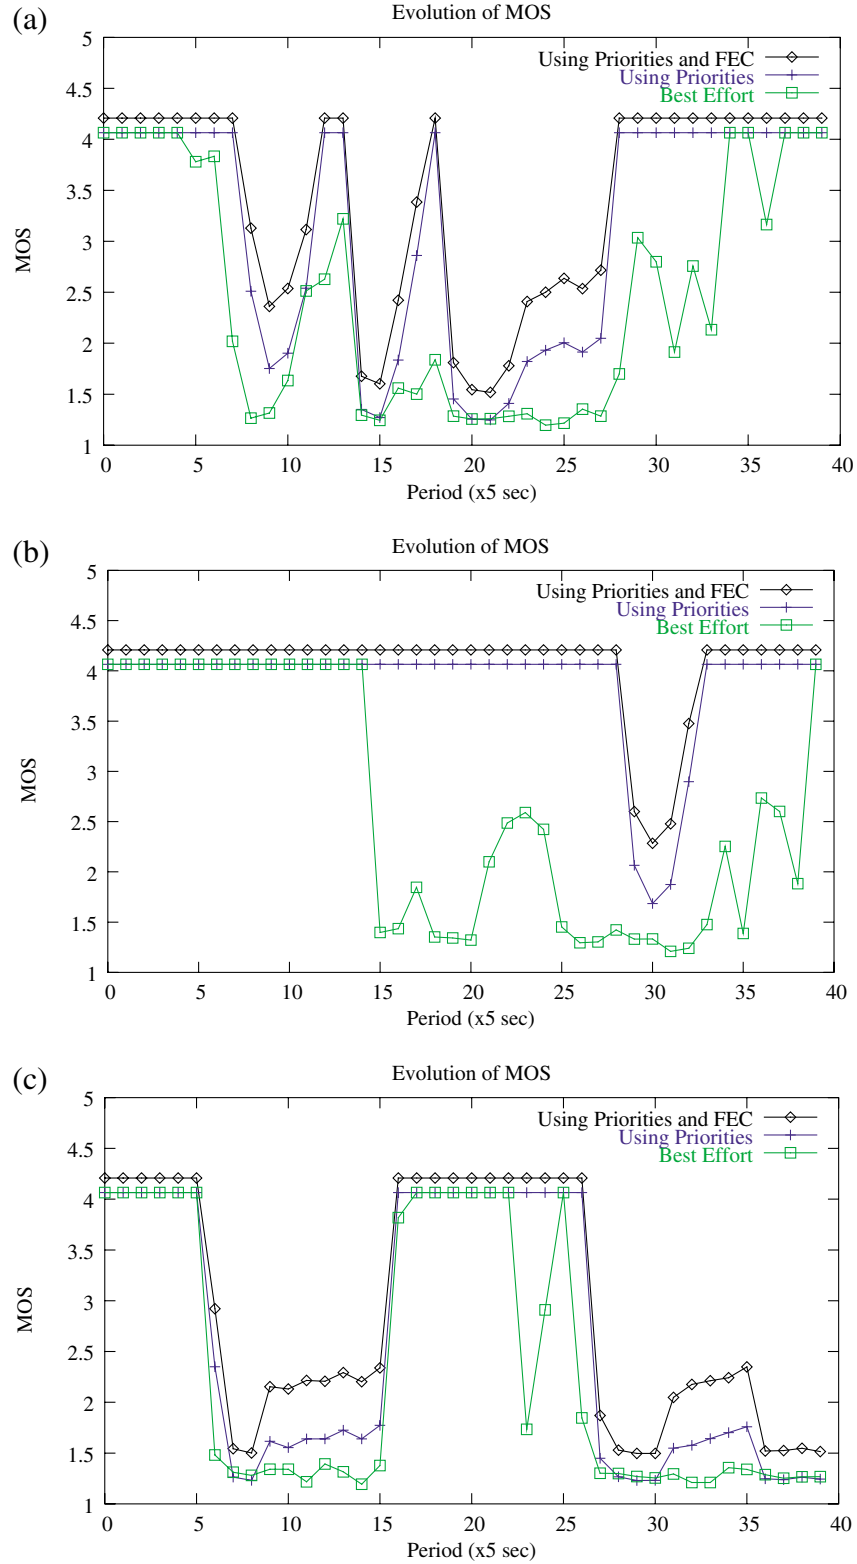 (a)
Evolution of MOS
5
4.5
4
3.5
3
2.5
2
1.5
1
MOS
Using Priorities and FEC
Using Priorities
Best Effort
0 5 10 15 20 25 30 35 40
Period (x5 sec)
(b)
Evolution of MOS
5
4.5
4
3.5
3
2.5
2
1.5
1
MOS
Using Priorities and FEC
Using Priorities
Best Effort
0 5 10 15 20 25 30 35 40
Period (x5 sec)
(c)
Evolution of MOS
5
4.5
4
3.5
3
2.5
2
1.5
1
MOS
Using Priorities and FEC
Using Priorities
Best Effort
0 5 10 15 20 25 30 35 40
Period (x5 sec)